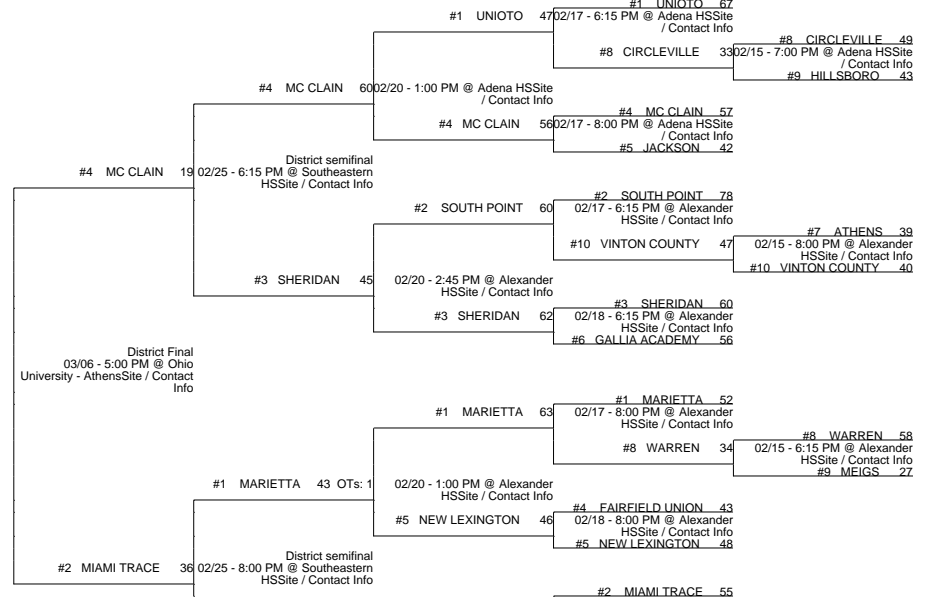 #1 UNIOTO 67
#1 UNIOTO 47
02/17 - 6:15 PM @ Adena HSSite
/ Contact Info
#8 CIRCLEVILLE 49
#8 CIRCLEVILLE 33
02/15 - 7:00 PM @ Adena HSSite
/ Contact Info
#9 HILLSBORO 43
#4 MC CLAIN 60
02/20 - 1:00 PM @ Adena HSSite
/ Contact Info
#4 MC CLAIN 57
#4 MC CLAIN 56
02/17 - 8:00 PM @ Adena HSSite
/ Contact Info
#5 JACKSON 42
#4 MC CLAIN 19
District semifinal
02/25 - 6:15 PM @ Southeastern
HSSite / Contact Info
#2 SOUTH POINT 78
#2 SOUTH POINT 60
02/17 - 6:15 PM @ Alexander
HSSite / Contact Info
#7 ATHENS 39
#10 VINTON COUNTY 47
02/15 - 8:00 PM @ Alexander
HSSite / Contact Info
#10 VINTON COUNTY 40
#3 SHERIDAN 45
02/20 - 2:45 PM @ Alexander
HSSite / Contact Info
#3 SHERIDAN 60
#3 SHERIDAN 62
02/18 - 6:15 PM @ Alexander
HSSite / Contact Info
#6 GALLIA ACADEMY 56
District Final
03/06 - 5:00 PM @ Ohio
University - AthensSite / Contact
Info
#1 MARIETTA 52
#1 MARIETTA 63
02/17 - 8:00 PM @ Alexander
HSSite / Contact Info
#8 WARREN 58
#8 WARREN 34
02/15 - 6:15 PM @ Alexander
HSSite / Contact Info
#9 MEIGS 27
#1 MARIETTA 43 OTs: 1
02/20 - 1:00 PM @ Alexander
HSSite / Contact Info
#4 FAIRFIELD UNION 43
#5 NEW LEXINGTON 46
02/18 - 8:00 PM @ Alexander
HSSite / Contact Info
#5 NEW LEXINGTON 48
#2 MIAMI TRACE 36
District semifinal
02/25 - 8:00 PM @ Southeastern
HSSite / Contact Info
#2 MIAMI TRACE 55